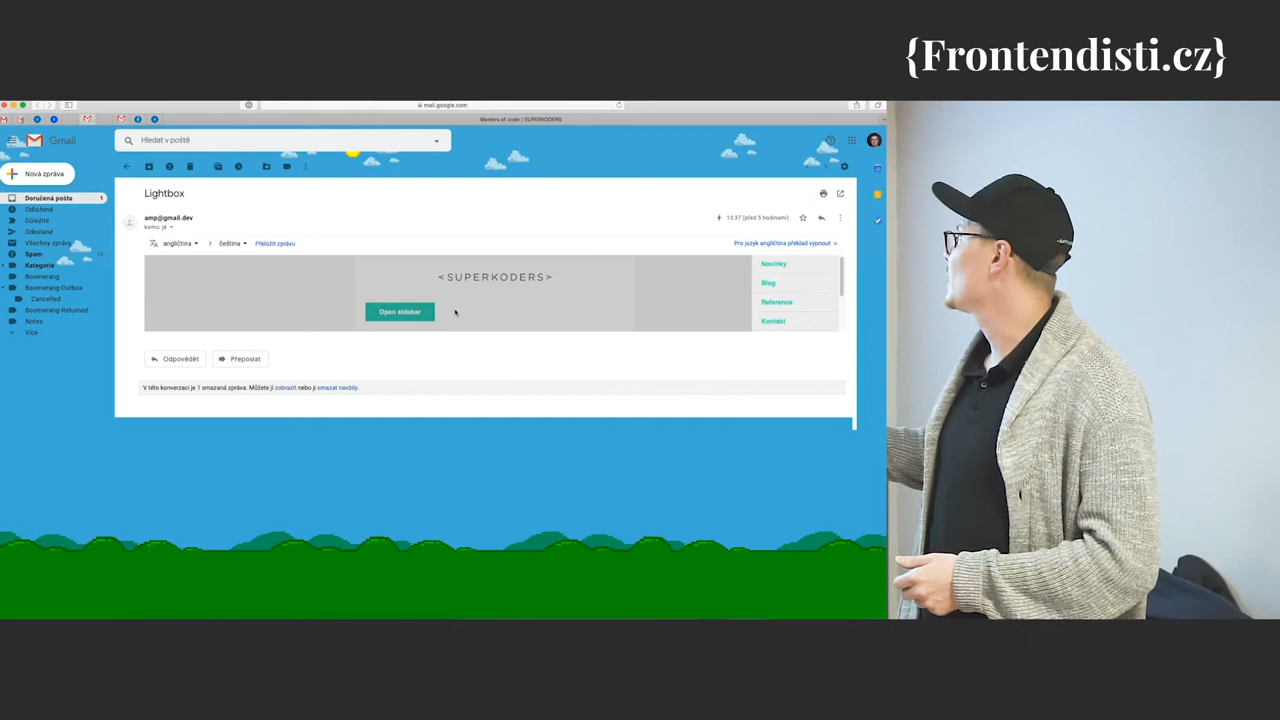 {Frontendisti.cz}
mail.google.com
Masters of code | SUPERKODERS
Gmail
Hledat v poště
Nová zpráva
Doručená pošta 1
Odložené
Důležité
Odeslané
Všechny zprávy
Spam
Kategorie
Boomerang
Boomerang-Outbox
Cancelled
Boomerang-Returned
Notes
Více
Lightbox
amp@gmail.dev
komu: já
13:37 (před 5 hodinami)
angličtina > čeština Přeložit zprávu
Pro jazyk angličtina překlad vypnout ×
<SUPERKODERS>
Open sidebar
Novinky
Blog
Reference
Kontakt
Odpovědět Přeposlat
V této konverzaci je 1 smazaná zpráva. Můžete ji zobrazit nebo ji smazat navždy.